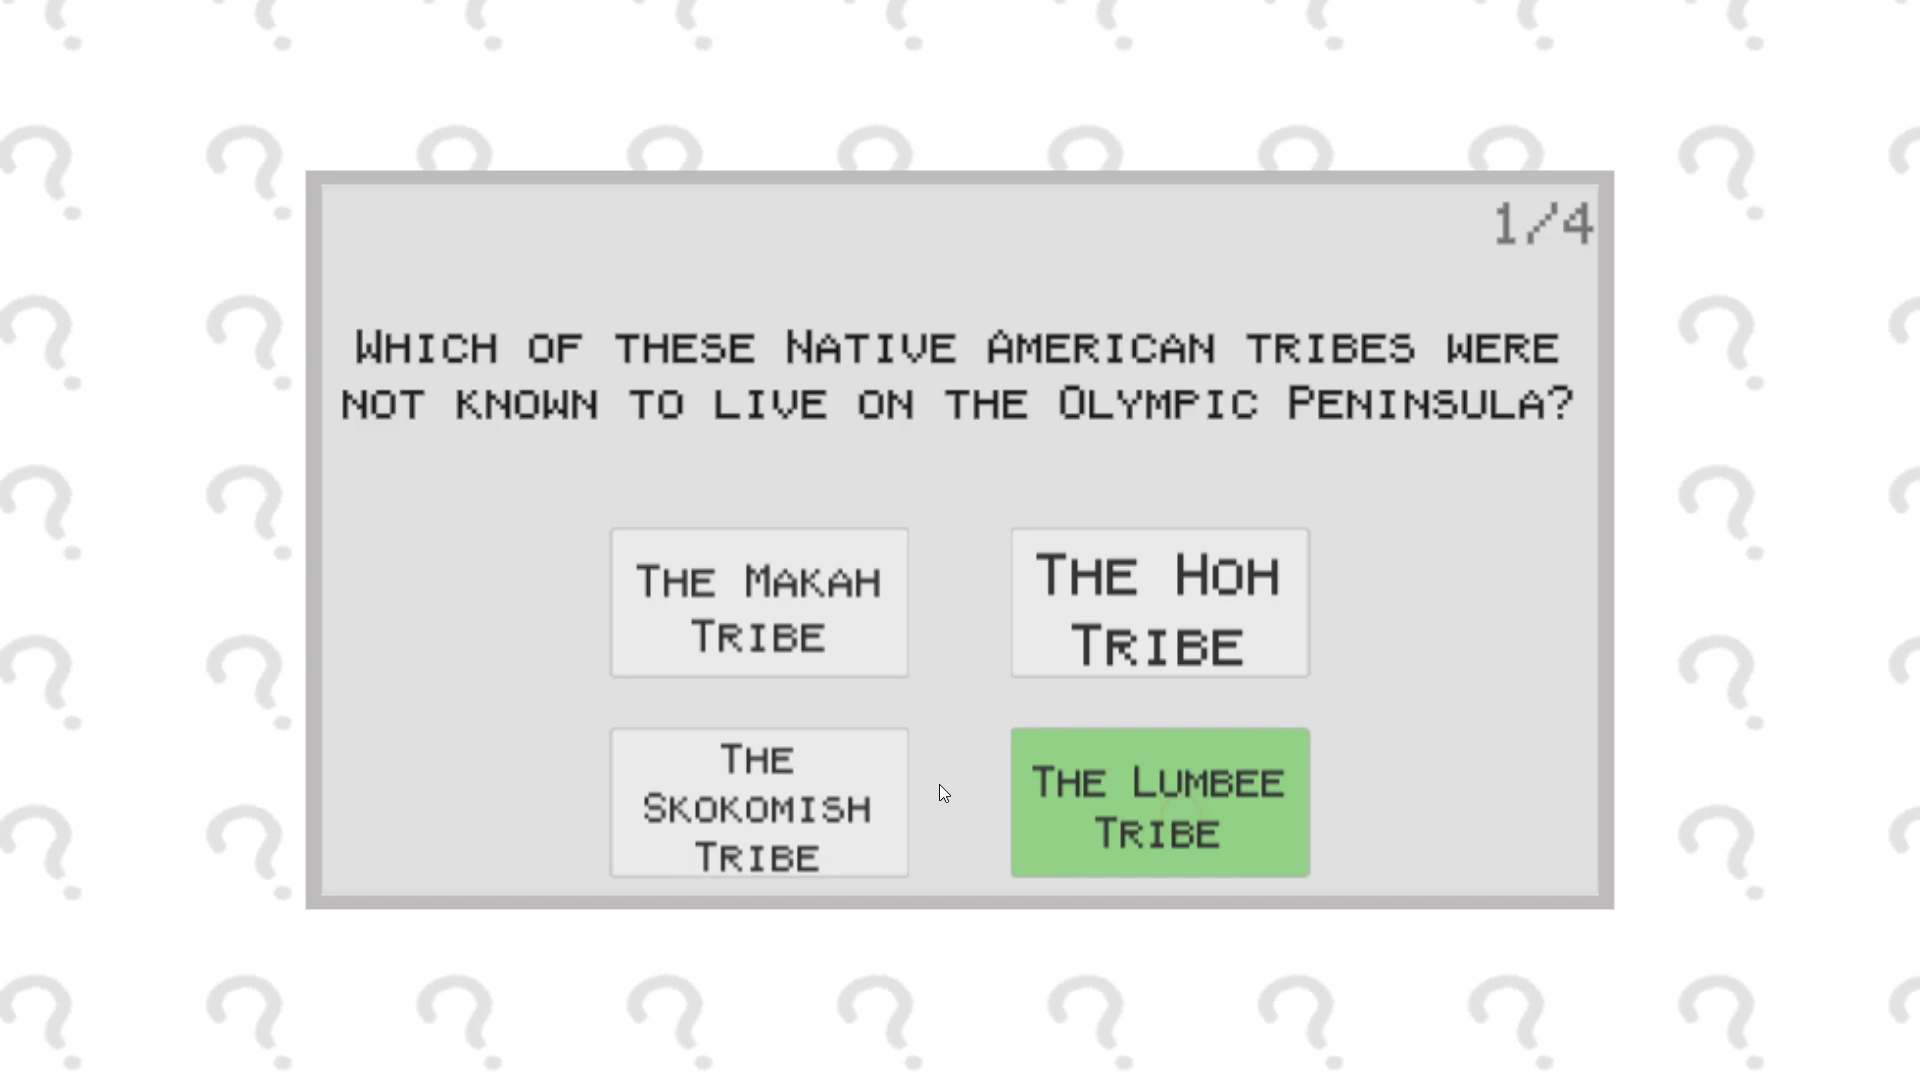 1/4
Which of these Native American tribes were
not known to live on the Olympic Peninsula?
The Makah
Tribe
The Hoh
Tribe
The
Skokomish
Tribe
The Lumbee
Tribe